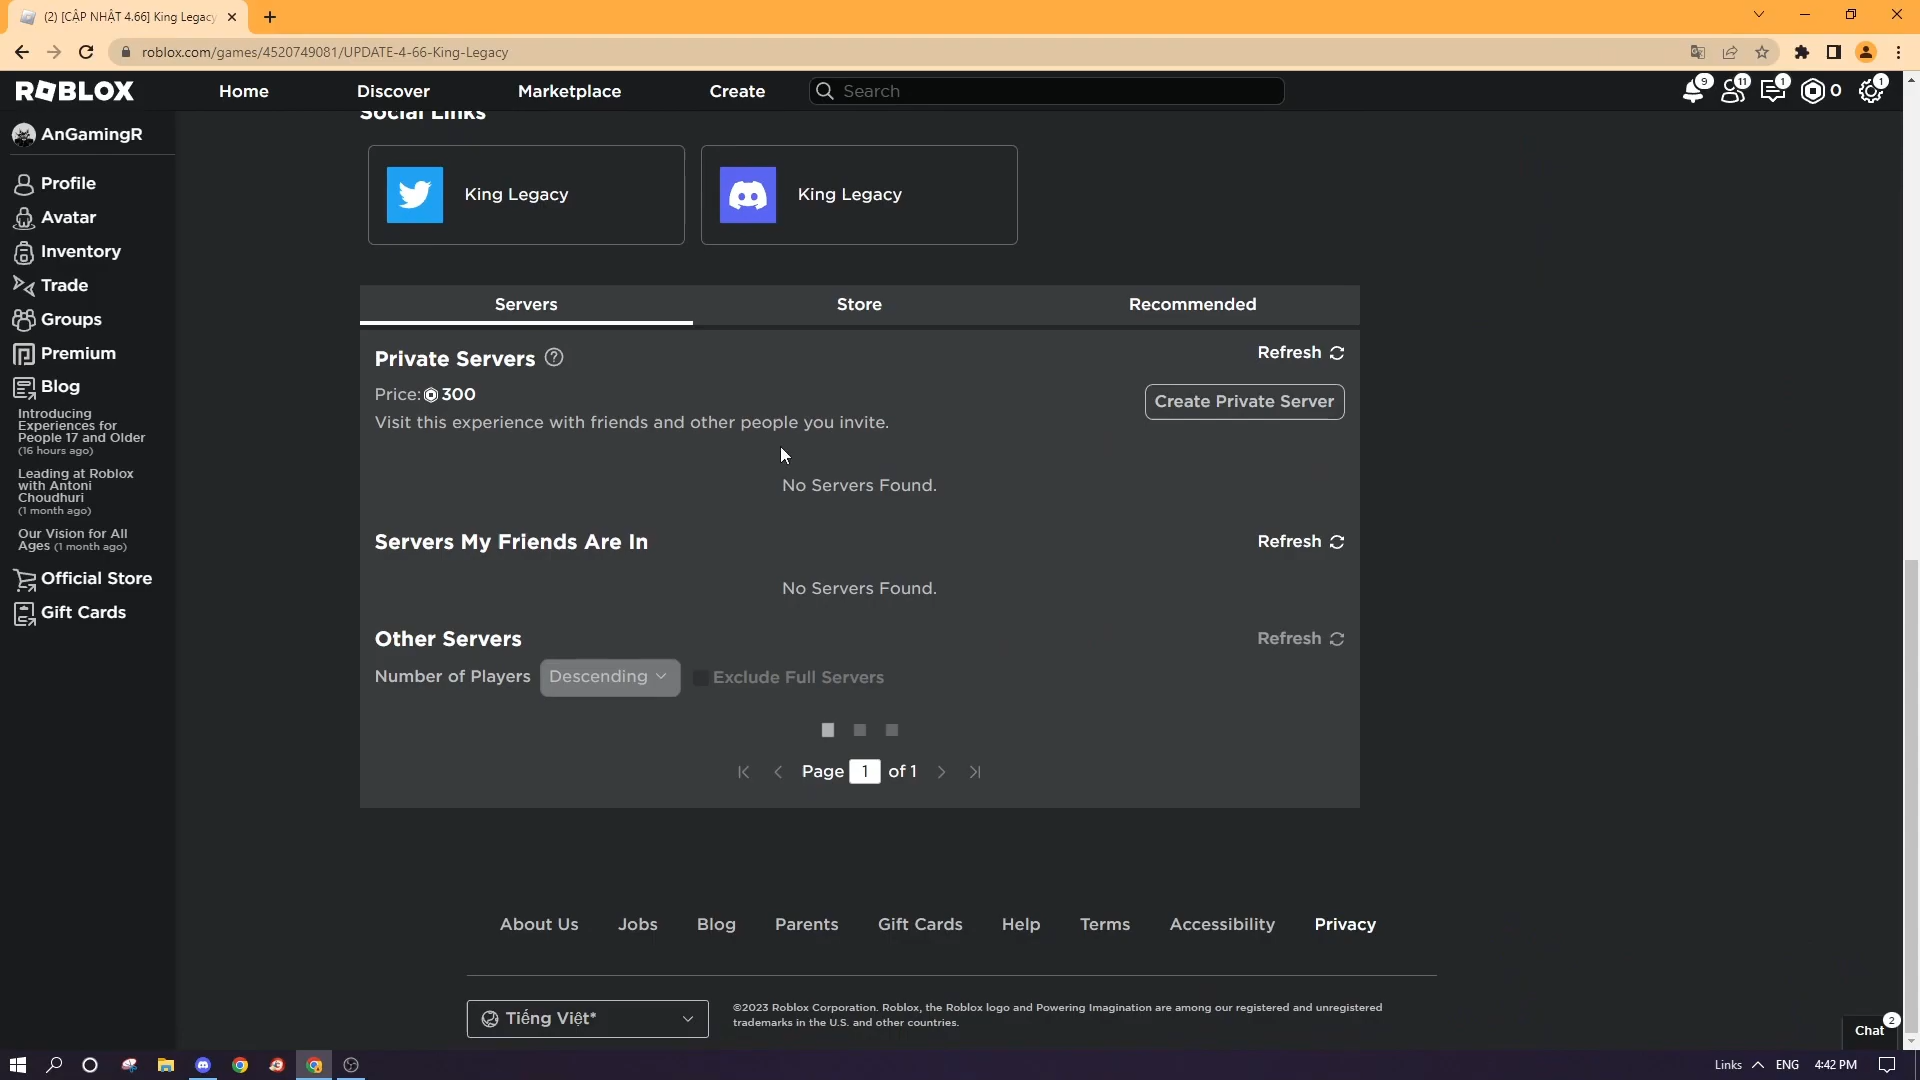 (2) [CẬP NHẬT 4.66] King Legacy
roblox.com/games/4520749081/UPDATE-4-66-King-Legacy
ROBLOX
Home
Discover
Marketplace
Create
Search
9
11
1
0
1
AnGamingR
Profile
Avatar
Inventory
Trade
Groups
Premium
Blog
Introducing
Experiences for
People 17 and Older
(16 hours ago)
Leading at Roblox
with Antoni
Choudhuri
(1 month ago)
Our Vision for All
Ages (1 month ago)
Official Store
Gift Cards
Social Links
King Legacy
King Legacy
Servers
Store
Recommended
Private Servers
Refresh
Price: 300
Create Private Server
Visit this experience with friends and other people you invite.
No Servers Found.
Servers My Friends Are In
Refresh
No Servers Found.
Other Servers
Refresh
Number of Players
Descending
Exclude Full Servers
Page 1 of 1
About Us
Jobs
Blog
Parents
Gift Cards
Help
Terms
Accessibility
Privacy
Tiếng Việt*
©2023 Roblox Corporation. Roblox, the Roblox logo and Powering Imagination are among our registered and unregistered
trademarks in the U.S. and other countries.
Chat
2
Links
ENG
4:42 PM